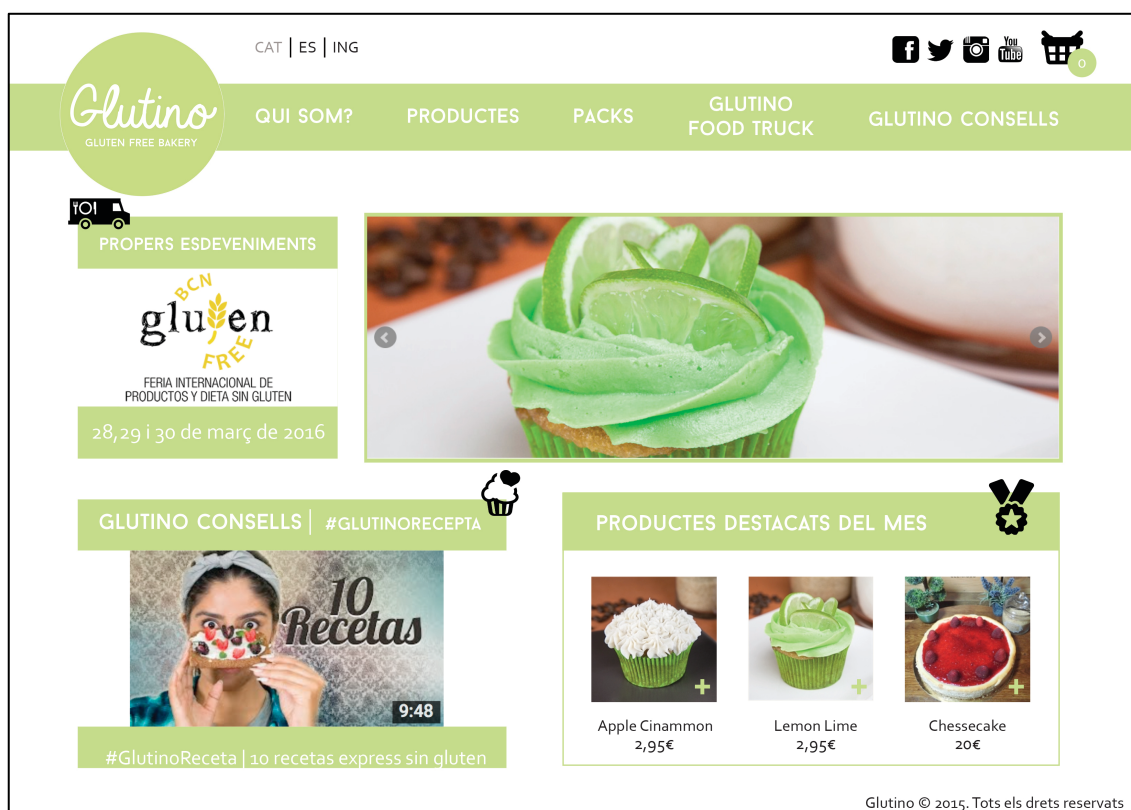 CAT | ES | ING
You
Tube
0
Glutino
GLUTEN FREE BAKERY
QUI SOM?
PRODUCTES
PACKS
GLUTINO
FOOD TRUCK
GLUTINO CONSELLS
PROPERS ESDEVENIMENTS
BCN
gluten
FREE
FERIA INTERNACIONAL DE
PRODUCTOS Y DIETA SIN GLUTEN
28,29 i 30 de març de 2016
GLUTINO CONSELLS | #GLUTINORECEPTA
10
Recetas
9:48
#GlutinoReceta | 10 recetas express sin gluten
PRODUCTES DESTACATS DEL MES
Apple Cinammon
2,95€
Lemon Lime
2,95€
Chessecake
20€
Glutino © 2015. Tots els drets reservats